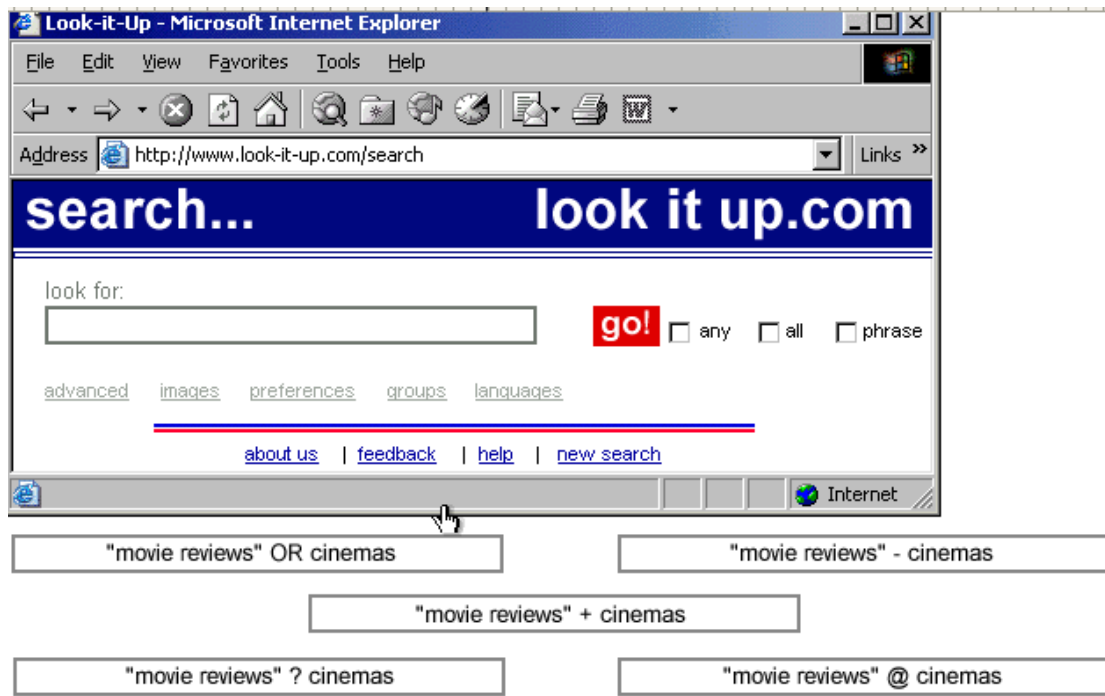 Look-it-Up - Microsoft Internet Explorer
File Edit View Favorites Tools Help
W
Address http://www.look-it-up.com/search Links »
search... look it up.com
look for:
go! any all phrase
advanced images preferences groups languages
about us | feedback | help | new search
Internet
"movie reviews" OR cinemas "movie reviews" - cinemas
"movie reviews" + cinemas
"movie reviews" ? cinemas "movie reviews" @ cinemas